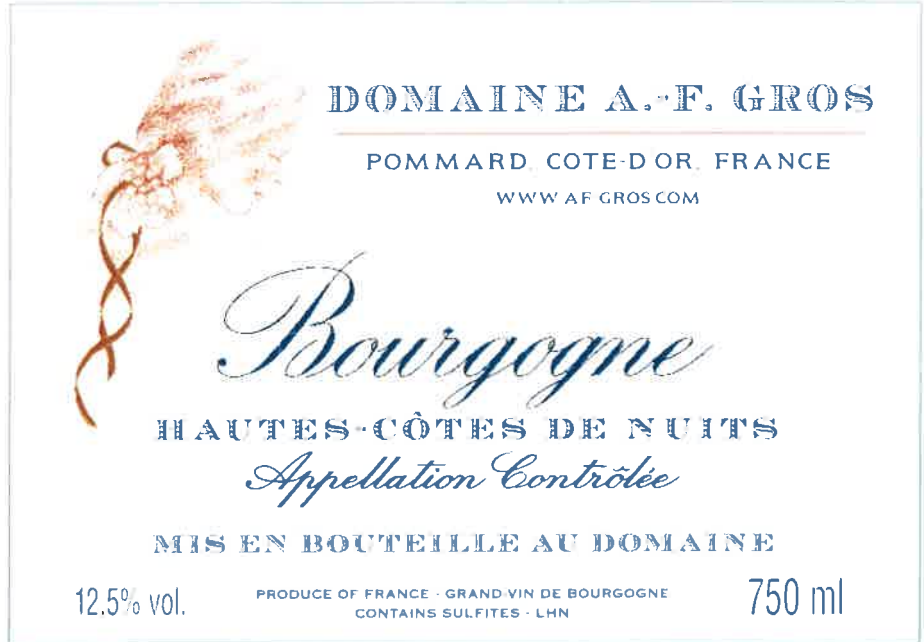 DOMAINE A.-F. GROS
POMMARD COTE-D OR FRANCE
WWW AF GROS COM
Bourgogne
HAUTES-CÔTES DE NUITS
Appellation Contrôlée
MIS EN BOUTEILLE AU DOMAINE
12.5% vol.
PRODUCE OF FRANCE - GRAND VIN DE BOURGOGNE
CONTAINS SULFITES - LHN
750 ml